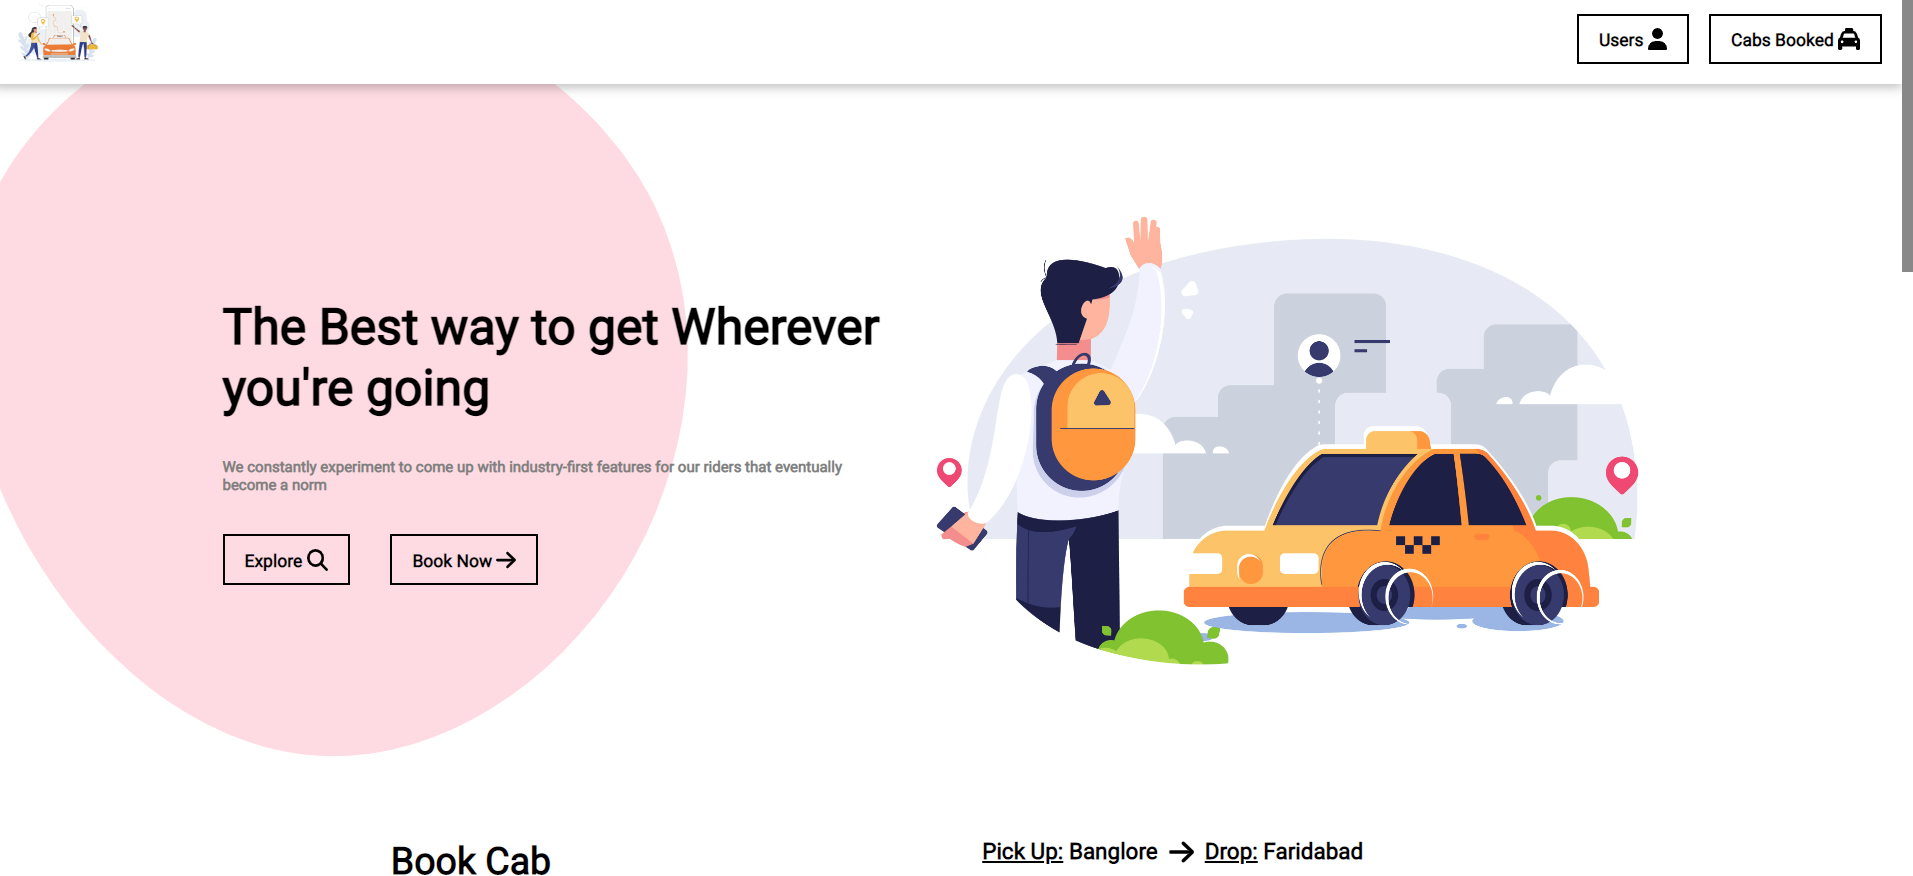 Users
Cabs Booked
The Best way to get Wherever
you're going
We constantly experiment to come up with industry-first features for our riders that eventually
become a norm
Explore
Book Now
Book Cab
Pick Up: Banglore → Drop: Faridabad